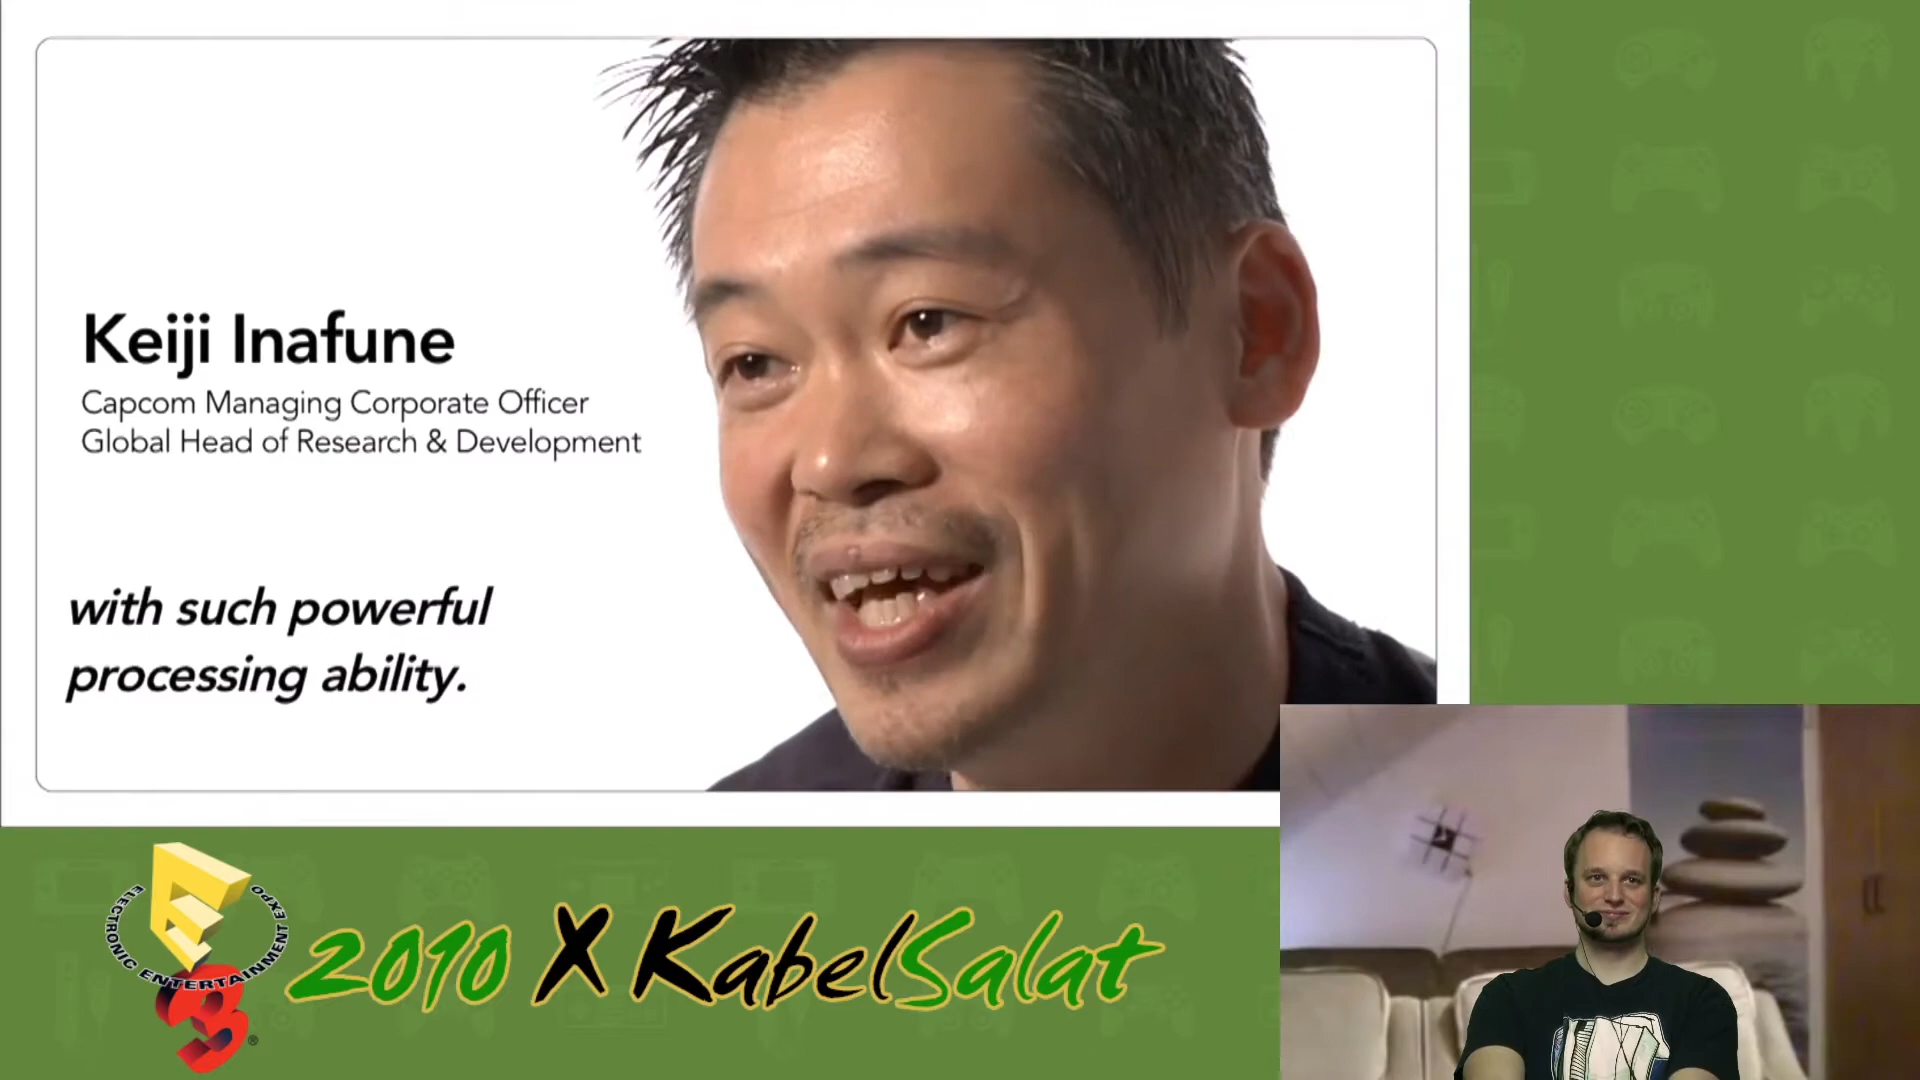 Keiji Inafune
Capcom Managing Corporate Officer
Global Head of Research & Development
with such powerful
processing ability.
E3
ELECTRONIC ENTERTAINMENT EXPO
®
2010 X KabelSalat